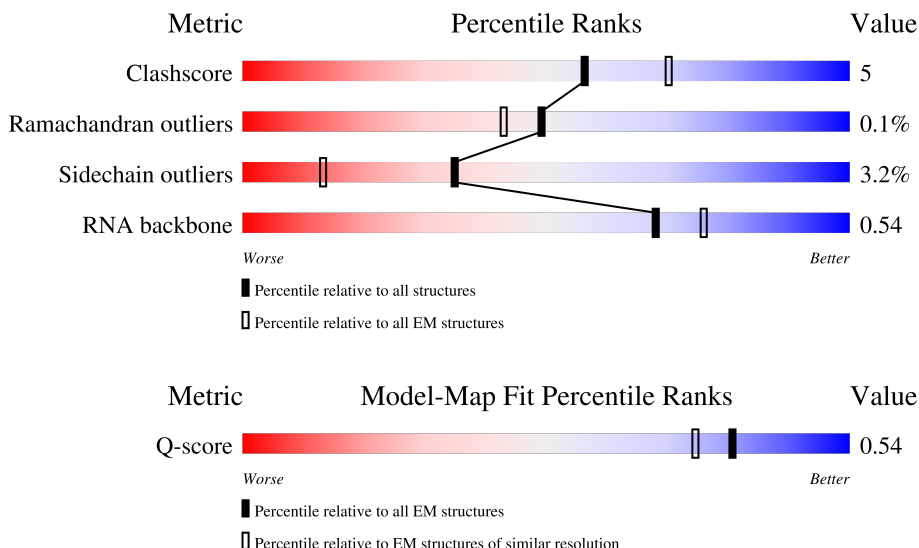 Metric Percentile Ranks Value
Clashscore 5
Ramachandran outliers 0.1%
Sidechain outliers 3.2%
RNA backbone 0.54
Worse Better
Percentile relative to all structures
Percentile relative to all EM structures
Metric Model-Map Fit Percentile Ranks Value
Q-score 0.54
Worse Better
Percentile relative to all EM structures
Percentile relative to EM structures of similar resolution